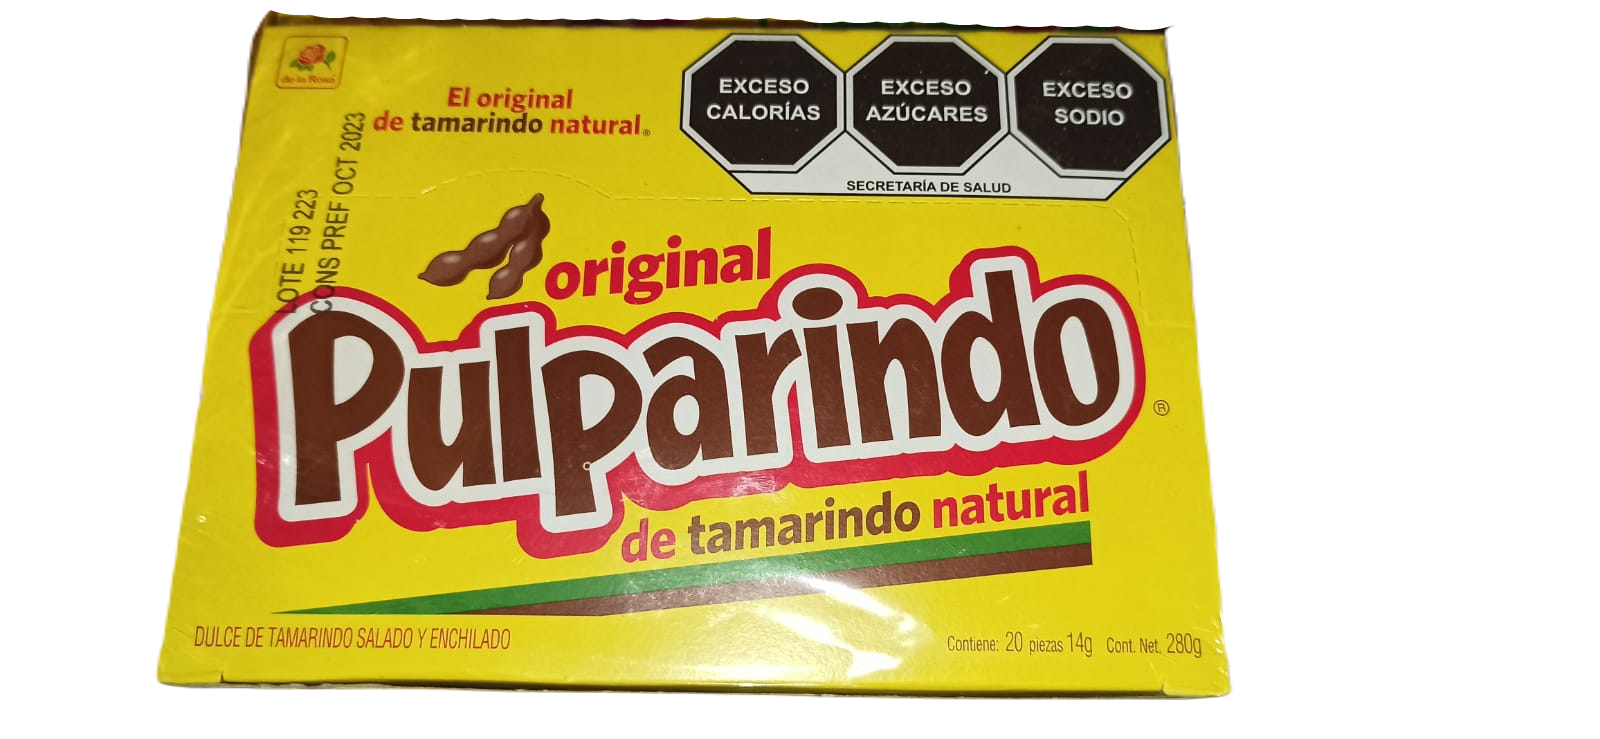 de la Rosa
El original
de tamarindo natural®
EXCESO
CALORÍAS
EXCESO
AZÚCARES
EXCESO
SODIO
SECRETARÍA DE SALUD
LOTE 119 223
CONS PREF OCT 2023
original
Pulparindo®
de tamarindo natural
DULCE DE TAMARINDO SALADO Y ENCHILADO
Contiene: 20 piezas 14g Cont. Net. 280g